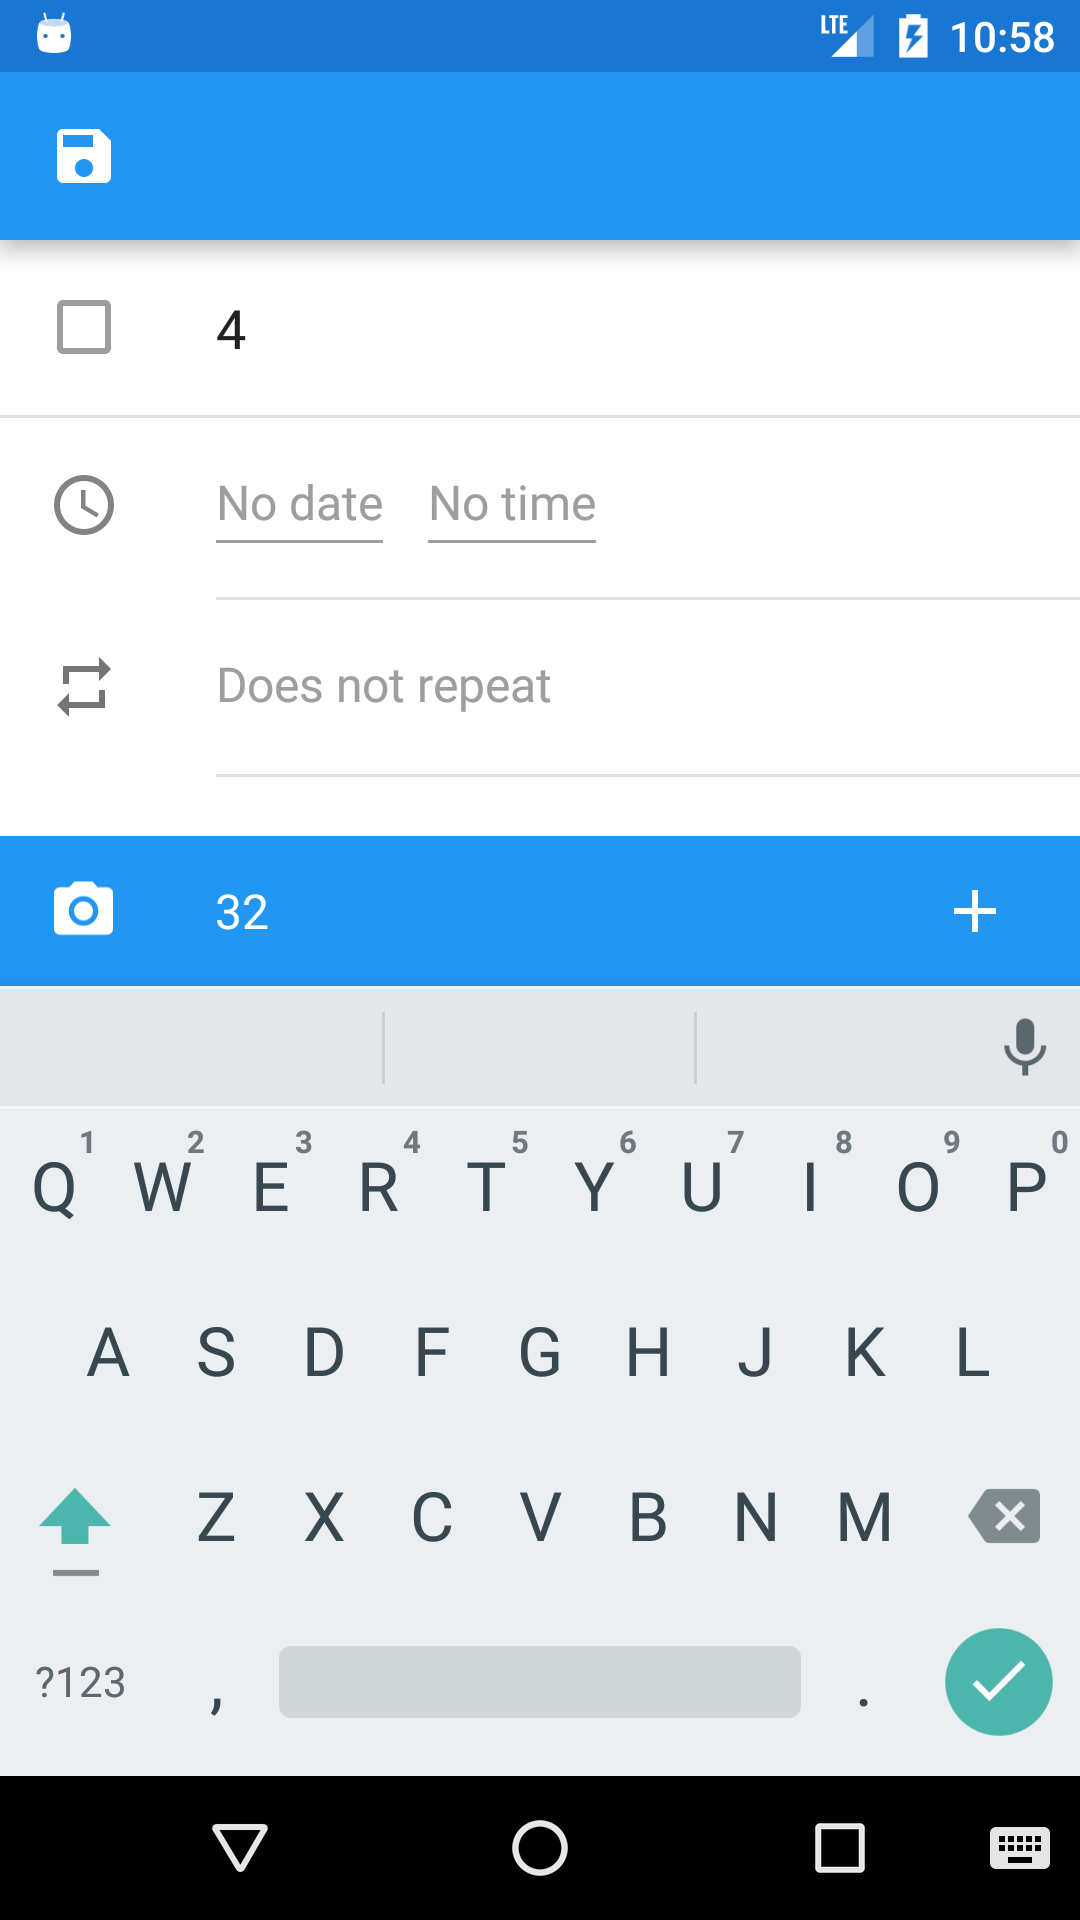 LTE 10:58
4
No date No time
Does not repeat
32
1 2 3 4 5 6 7 8 9 0
Q W E R T Y U I O P
A S D F G H J K L
Z X C V B N M
?123 , .